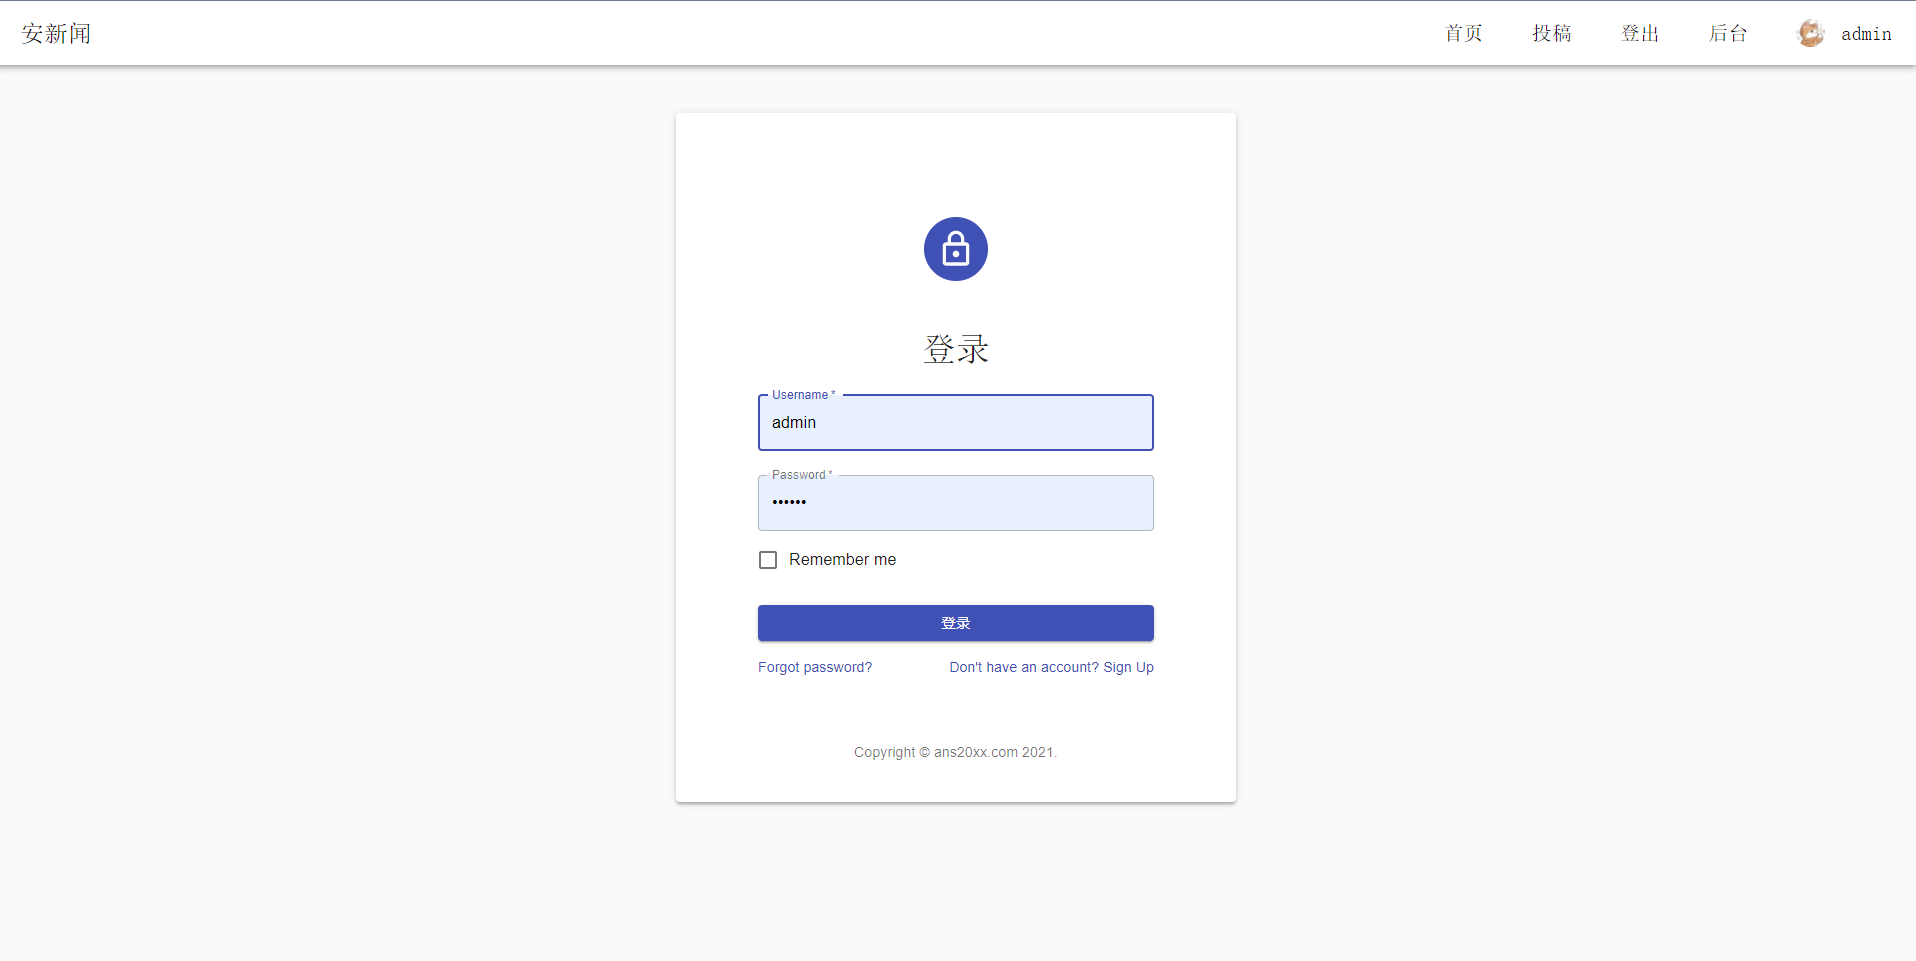 安新闻
首页 投稿 登出 后台 admin
登录
Username *
admin
Password *
••••••
Remember me
登录
Forgot password? Don't have an account? Sign Up
Copyright © ans20xx.com 2021.